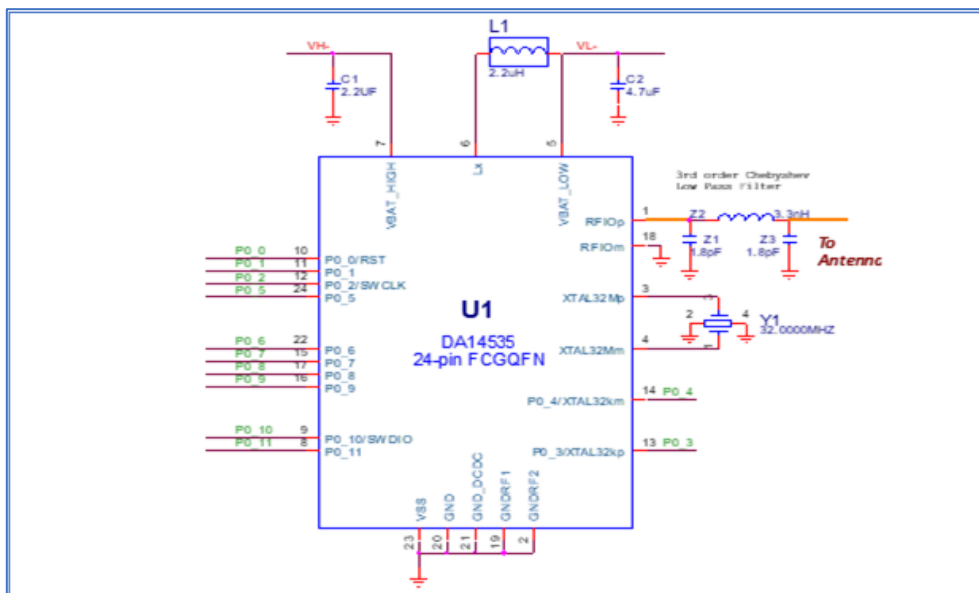 L1
VH-
VL-
2.2uH
C1
2.2UF
C2
4.7uF
7
6
5
VBAT_HIGH
Lx
VBAT_LOW
3rd order Chebyshev
Low Pass Filter
RFIOp
1
Z2
3.3nH
RFIOm
18
Z1
1.8pF
Z3
1.8pF
To
Antenna
P0_0
10
P0_0/RST
P0_1
11
P0_1
P0_2
12
P0_2/SWCLK
P0_5
24
P0_5
U1
DA14535
24-pin FCGQFN
XTAL32Mp
3
XTAL32Mm
4
2
4
Y1
32.0000MHZ
P0_6
22
P0_6
P0_7
15
P0_7
P0_8
17
P0_8
P0_9
16
P0_9
P0_4/XTAL32km
14
P0_4
P0_10
9
P0_10/SWDIO
P0_11
8
P0_11
P0_3/XTAL32kp
13
P0_3
VSS
GND
GND_DCDC
GNDRF1
GNDRF2
23
20
21
19
2